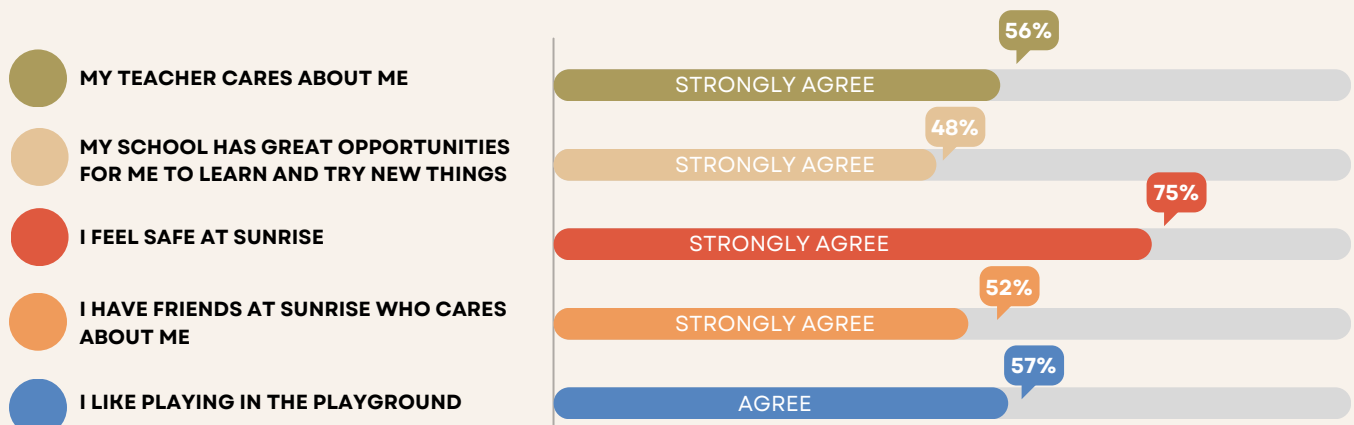 56%
MY TEACHER CARES ABOUT ME
STRONGLY AGREE
48%
MY SCHOOL HAS GREAT OPPORTUNITIES
FOR ME TO LEARN AND TRY NEW THINGS
STRONGLY AGREE
75%
I FEEL SAFE AT SUNRISE
STRONGLY AGREE
52%
I HAVE FRIENDS AT SUNRISE WHO CARES
ABOUT ME
STRONGLY AGREE
57%
I LIKE PLAYING IN THE PLAYGROUND
AGREE